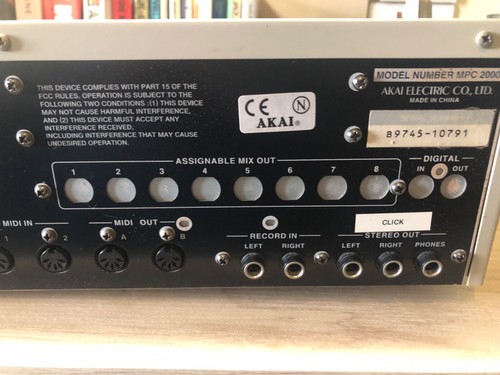 THIS DEVICE COMPLIES WITH PART 15 OF THE
FCC RULES. OPERATION IS SUBJECT TO THE
FOLLOWING TWO CONDITIONS :(1) THIS DEVICE
MAY NOT CAUSE HARMFUL INTERFERENCE,
AND (2) THIS DEVICE MUST ACCEPT ANY
INTERFERENCE RECEIVED,
INCLUDING INTERFERENCE THAT MAY CAUSE
UNDESIRED OPERATION.
CE N
AKAI
MODEL NUMBER MPC 2000
AKAI ELECTRIC CO., LTD.
MADE IN CHINA
B9745-10791
ASSIGNABLE MIX OUT
1 2 3 4 5 6 7 8
DIGITAL
IN OUT
CLICK
MIDI IN
1 2
MIDI OUT
A B
RECORD IN
LEFT RIGHT
STEREO OUT
LEFT RIGHT PHONES